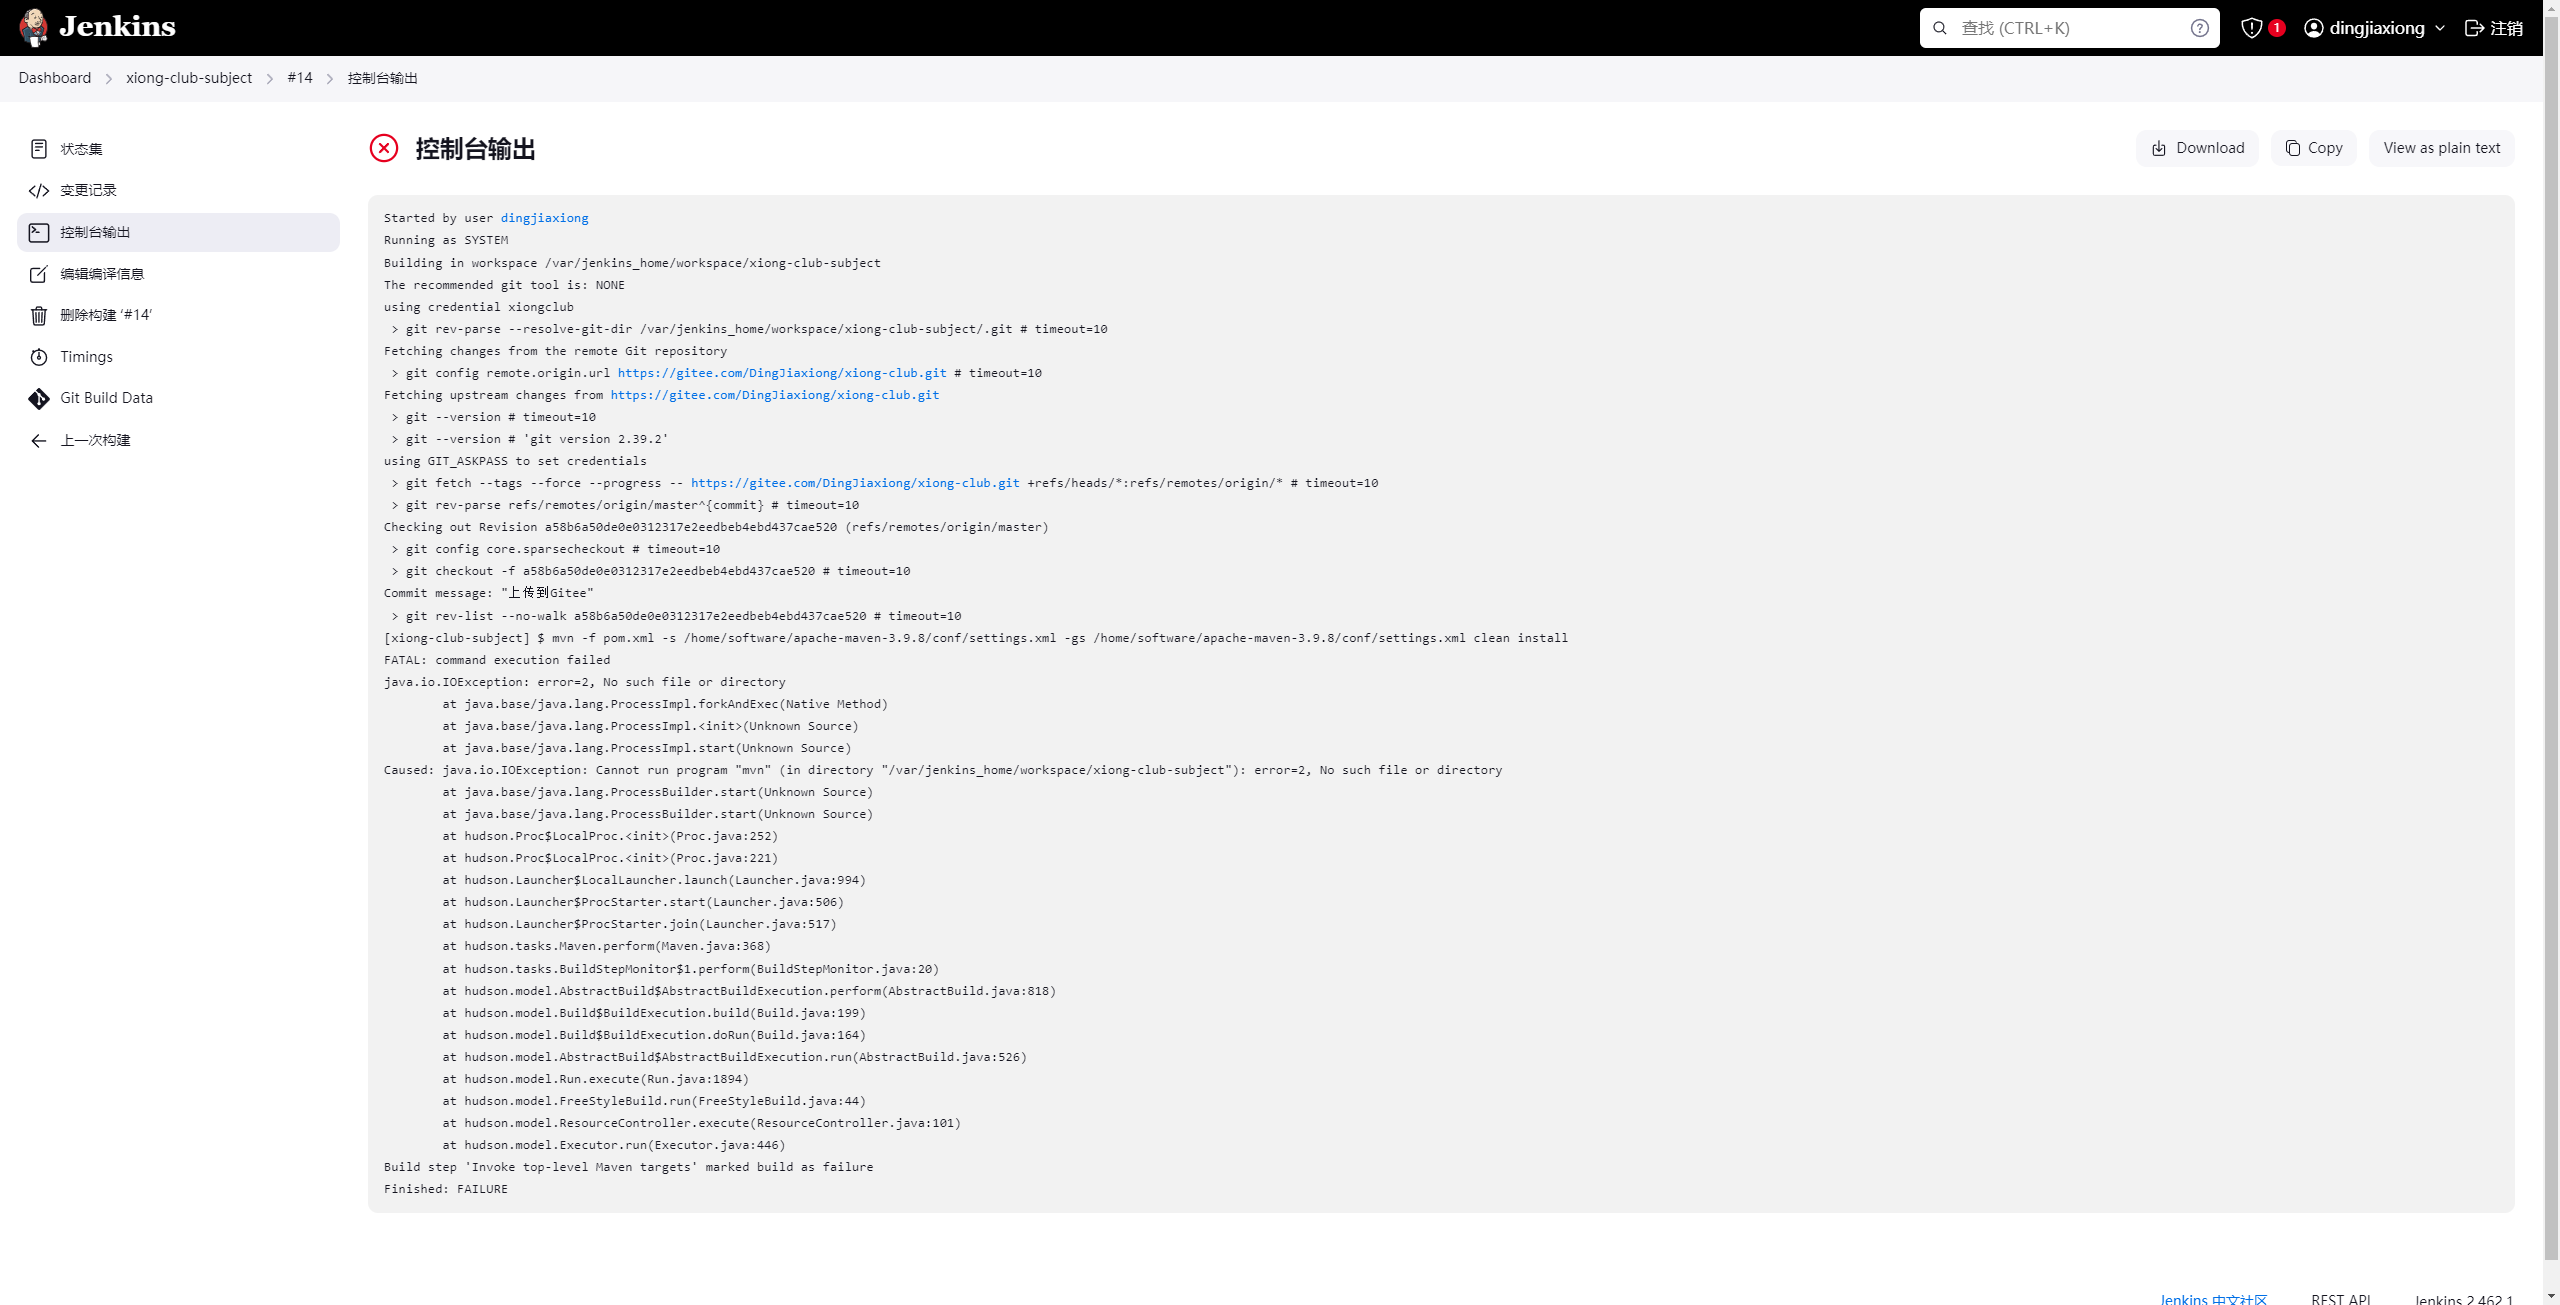 Jenkins
查找 (CTRL+K)
1
dingjiaxiong
注销
Dashboard
xiong-club-subject
#14
控制台输出
状态集
变更记录
控制台输出
编辑编译信息
删除构建 ‘#14’
Timings
Git Build Data
上一次构建
控制台输出
Download
Copy
View as plain text
Started by user dingjiaxiong
Running as SYSTEM
Building in workspace /var/jenkins_home/workspace/xiong-club-subject
The recommended git tool is: NONE
using credential xiongclub
 > git rev-parse --resolve-git-dir /var/jenkins_home/workspace/xiong-club-subject/.git # timeout=10
Fetching changes from the remote Git repository
 > git config remote.origin.url https://gitee.com/DingJiaxiong/xiong-club.git # timeout=10
Fetching upstream changes from https://gitee.com/DingJiaxiong/xiong-club.git
 > git --version # timeout=10
 > git --version # 'git version 2.39.2'
using GIT_ASKPASS to set credentials
 > git fetch --tags --force --progress -- https://gitee.com/DingJiaxiong/xiong-club.git +refs/heads/*:refs/remotes/origin/* # timeout=10
 > git rev-parse refs/remotes/origin/master^{commit} # timeout=10
Checking out Revision a58b6a50de0e0312317e2eedbeb4ebd437cae520 (refs/remotes/origin/master)
 > git config core.sparsecheckout # timeout=10
 > git checkout -f a58b6a50de0e0312317e2eedbeb4ebd437cae520 # timeout=10
Commit message: "上传到Gitee"
 > git rev-list --no-walk a58b6a50de0e0312317e2eedbeb4ebd437cae520 # timeout=10
[xiong-club-subject] $ mvn -f pom.xml -s /home/software/apache-maven-3.9.8/conf/settings.xml -gs /home/software/apache-maven-3.9.8/conf/settings.xml clean install
FATAL: command execution failed
java.io.IOException: error=2, No such file or directory
	at java.base/java.lang.ProcessImpl.forkAndExec(Native Method)
	at java.base/java.lang.ProcessImpl.<init>(Unknown Source)
	at java.base/java.lang.ProcessImpl.start(Unknown Source)
Caused: java.io.IOException: Cannot run program "mvn" (in directory "/var/jenkins_home/workspace/xiong-club-subject"): error=2, No such file or directory
	at java.base/java.lang.ProcessBuilder.start(Unknown Source)
	at java.base/java.lang.ProcessBuilder.start(Unknown Source)
	at hudson.Proc$LocalProc.<init>(Proc.java:252)
	at hudson.Proc$LocalProc.<init>(Proc.java:221)
	at hudson.Launcher$LocalLauncher.launch(Launcher.java:994)
	at hudson.Launcher$ProcStarter.start(Launcher.java:506)
	at hudson.Launcher$ProcStarter.join(Launcher.java:517)
	at hudson.tasks.Maven.perform(Maven.java:368)
	at hudson.tasks.BuildStepMonitor$1.perform(BuildStepMonitor.java:20)
	at hudson.model.AbstractBuild$AbstractBuildExecution.perform(AbstractBuild.java:818)
	at hudson.model.Build$BuildExecution.build(Build.java:199)
	at hudson.model.Build$BuildExecution.doRun(Build.java:164)
	at hudson.model.AbstractBuild$AbstractBuildExecution.run(AbstractBuild.java:526)
	at hudson.model.Run.execute(Run.java:1894)
	at hudson.model.FreeStyleBuild.run(FreeStyleBuild.java:44)
	at hudson.model.ResourceController.execute(ResourceController.java:101)
	at hudson.model.Executor.run(Executor.java:446)
Build step 'Invoke top-level Maven targets' marked build as failure
Finished: FAILURE
Jenkins 中文社区
REST API
Jenkins 2.462.1